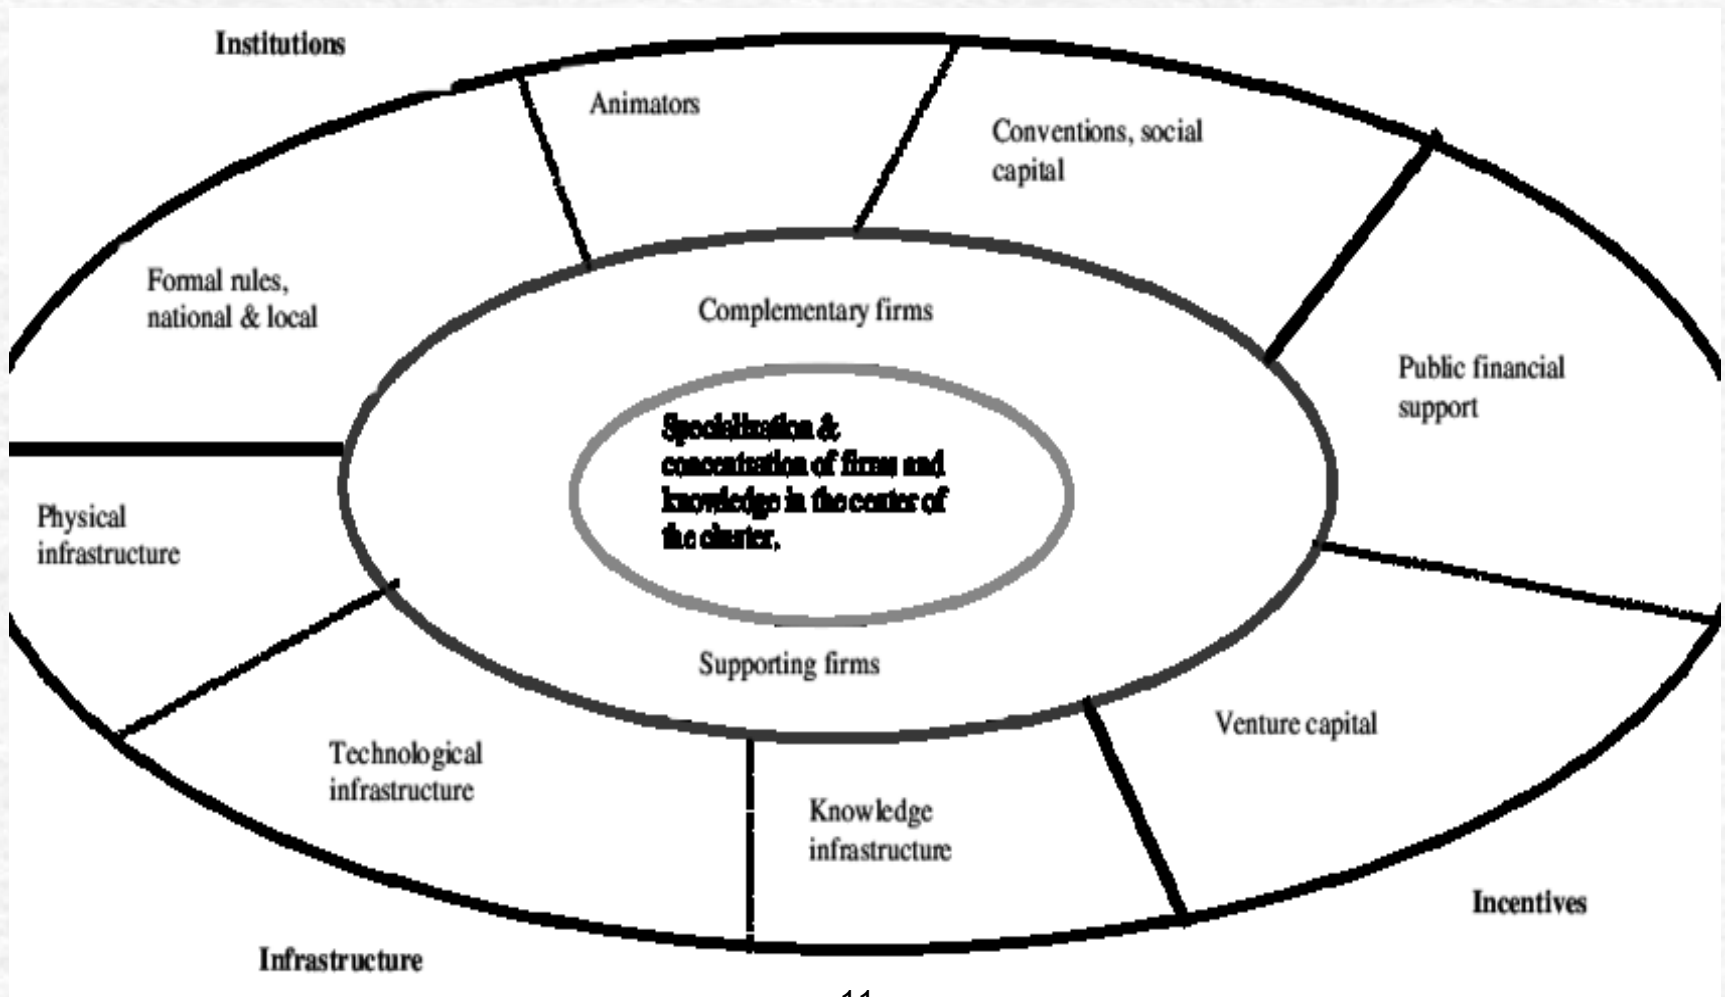 Institutions
Animators
Conventions, social
capital
Formal rules,
national & local
Complementary firms
Public financial
support
Specialization &
concentration of firms and
knowledge in the center of
the cluster.
Physical
infrastructure
Supporting firms
Venture capital
Technological
infrastructure
Knowledge
infrastructure
Incentives
Infrastructure
11